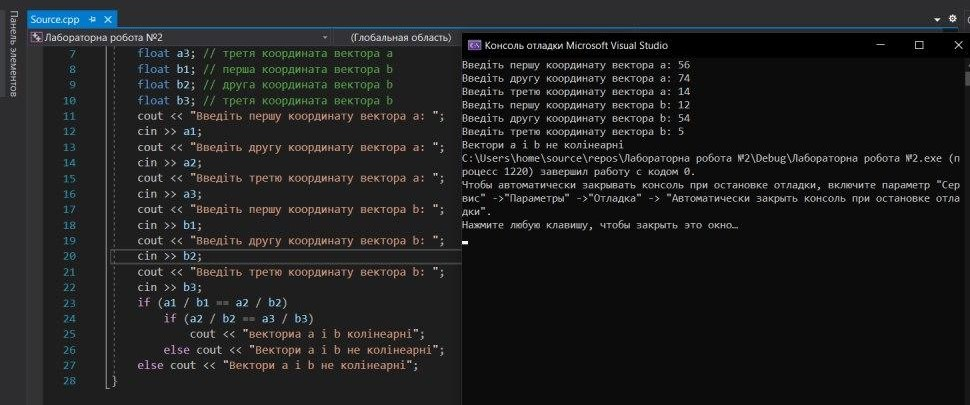 Панель элементов
Source.cpp
Лабораторна робота №2
(Глобальная область)
7 float a3; // третя координата вектора a
8 float b1; // перша координата вектора b
9 float b2; // друга координата вектора b
10 float b3; // третя координата вектора b
11 cout << "Введіть першу координату вектора a: ";
12 cin >> a1;
13 cout << "Введіть другу координату вектора a: ";
14 cin >> a2;
15 cout << "Введіть третю координату вектора a: ";
16 cin >> a3;
17 cout << "Введіть першу координату вектора b: ";
18 cin >> b1;
19 cout << "Введіть другу координату вектора b: ";
20 cin >> b2;
21 cout << "Введіть третю координату вектора b: ";
22 cin >> b3;
23 if (a1 / b1 == a2 / b2)
24 if (a2 / b2 == a3 / b3)
25 cout << "векториa a і b колінеарні";
26 else cout << "Вектори a і b не колінеарні";
27 else cout << "Вектори a і b не колінеарні";
28 }
Консоль отладки Microsoft Visual Studio
Введіть першу координату вектора a: 56
Введіть другу координату вектора a: 74
Введіть третю координату вектора a: 14
Введіть першу координату вектора b: 12
Введіть другу координату вектора b: 54
Введіть третю координату вектора b: 5
Вектори a і b не колінеарні
C:\Users\home\source\repos\Лабораторна робота №2\Debug\Лабораторна робота №2.exe (п
роцесс 1220) завершил работу с кодом 0.
Чтобы автоматически закрывать консоль при остановке отладки, включите параметр "Сер
вис" ->"Параметры" ->"Отладка" -> "Автоматически закрыть консоль при остановке отла
дки".
Нажмите любую клавишу, чтобы закрыть это окно…